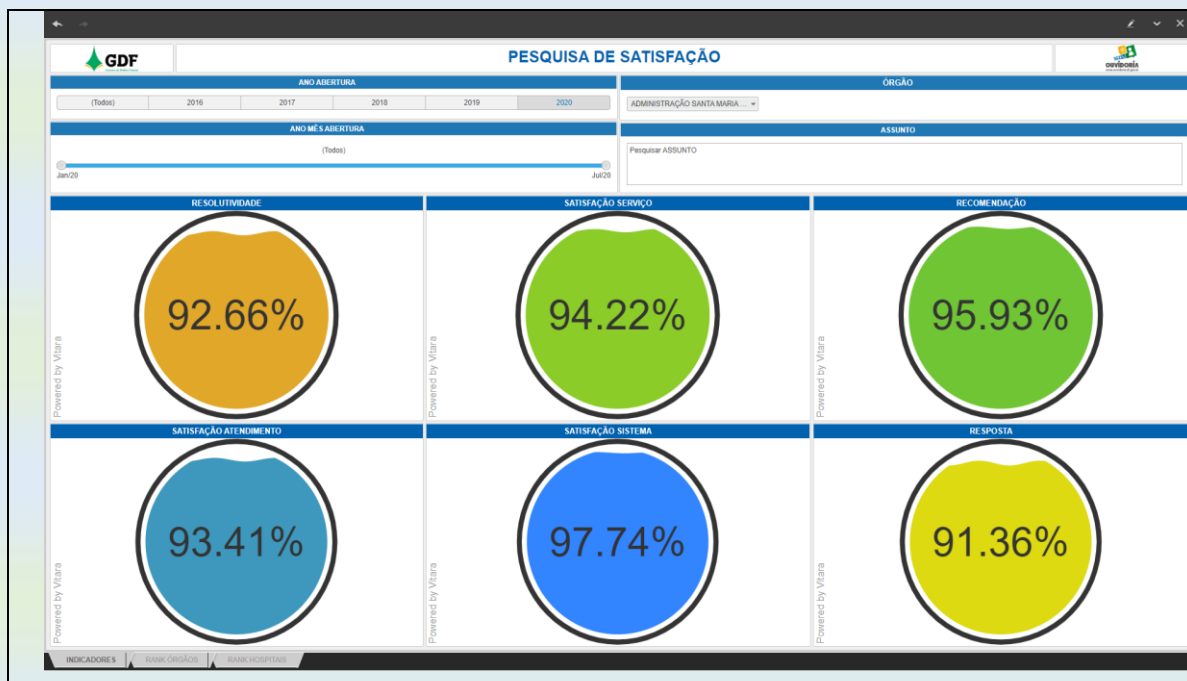 GDF
PESQUISA DE SATISFAÇÃO
OUVIDORIA
ANO ABERTURA
(Todos) 2016 2017 2018 2019 2020
ÓRGÃO
ADMINISTRAÇÃO SANTA MARIA ...
ANO MÊS ABERTURA
(Todos)
Jan/20 Jul/20
ASSUNTO
Pesquisar ASSUNTO
RESOLUTIVIDADE
92.66%
Powered by Vitara
SATISFAÇÃO SERVIÇO
94.22%
Powered by Vitara
RECOMENDAÇÃO
95.93%
Powered by Vitara
SATISFAÇÃO ATENDIMENTO
93.41%
Powered by Vitara
SATISFAÇÃO SISTEMA
97.74%
Powered by Vitara
RESPOSTA
91.36%
Powered by Vitara
INDICADORES RANK ÓRGÃOS RANK HOSPITAIS